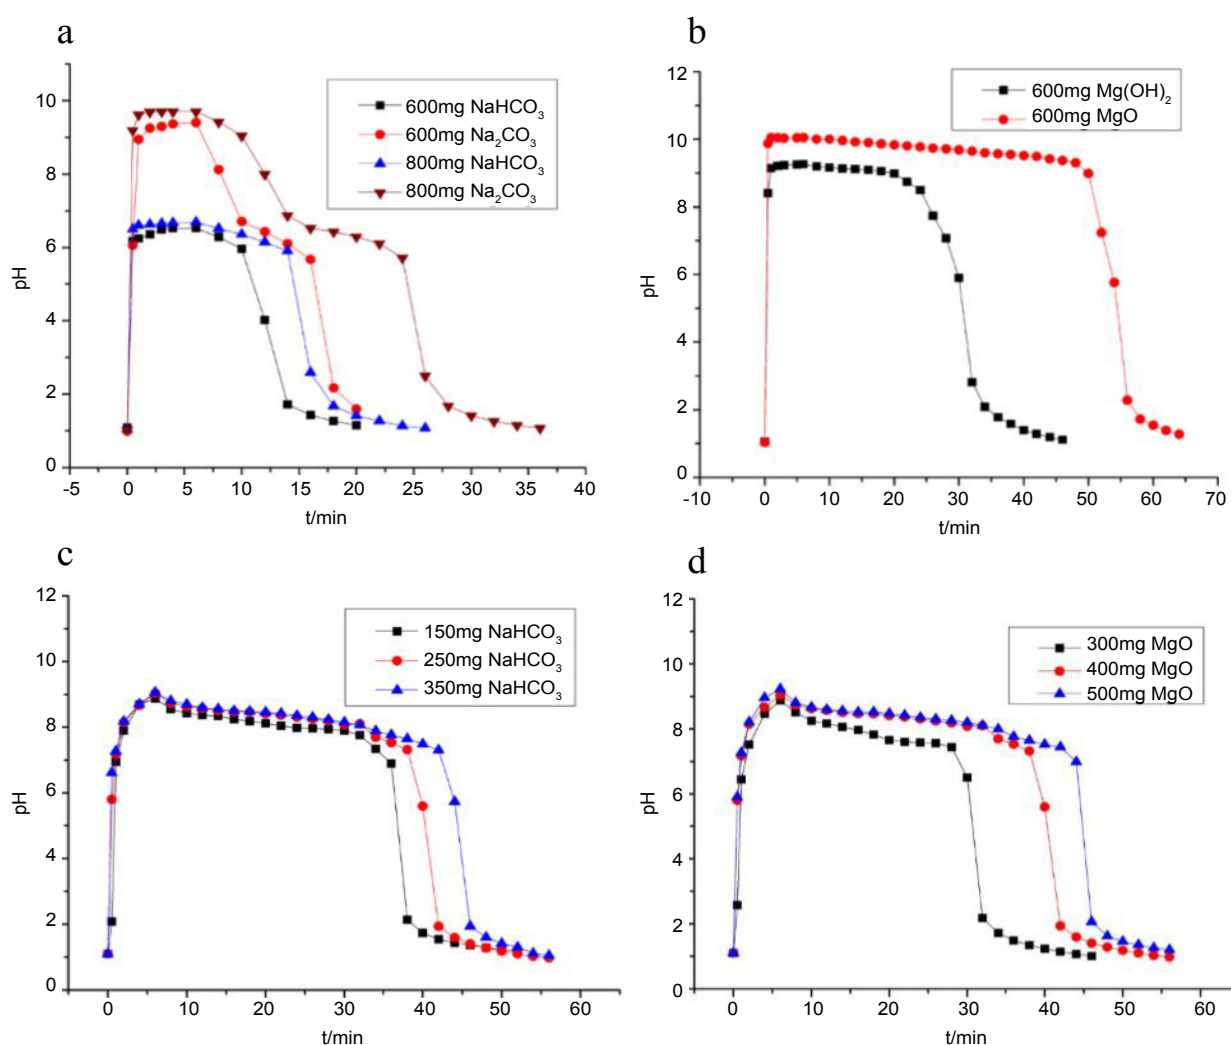 a
600mg NaHCO3
600mg Na2CO3
800mg NaHCO3
800mg Na2CO3
10
8
6
4
2
0
pH
-5 0 5 10 15 20 25 30 35 40
t/min
b
600mg Mg(OH)2
600mg MgO
12
10
8
6
4
2
0
pH
-10 0 10 20 30 40 50 60 70
t/min
c
150mg NaHCO3
250mg NaHCO3
350mg NaHCO3
12
10
8
6
4
2
0
pH
0 10 20 30 40 50 60
t/min
d
300mg MgO
400mg MgO
500mg MgO
12
10
8
6
4
2
0
pH
0 10 20 30 40 50 60
t/min